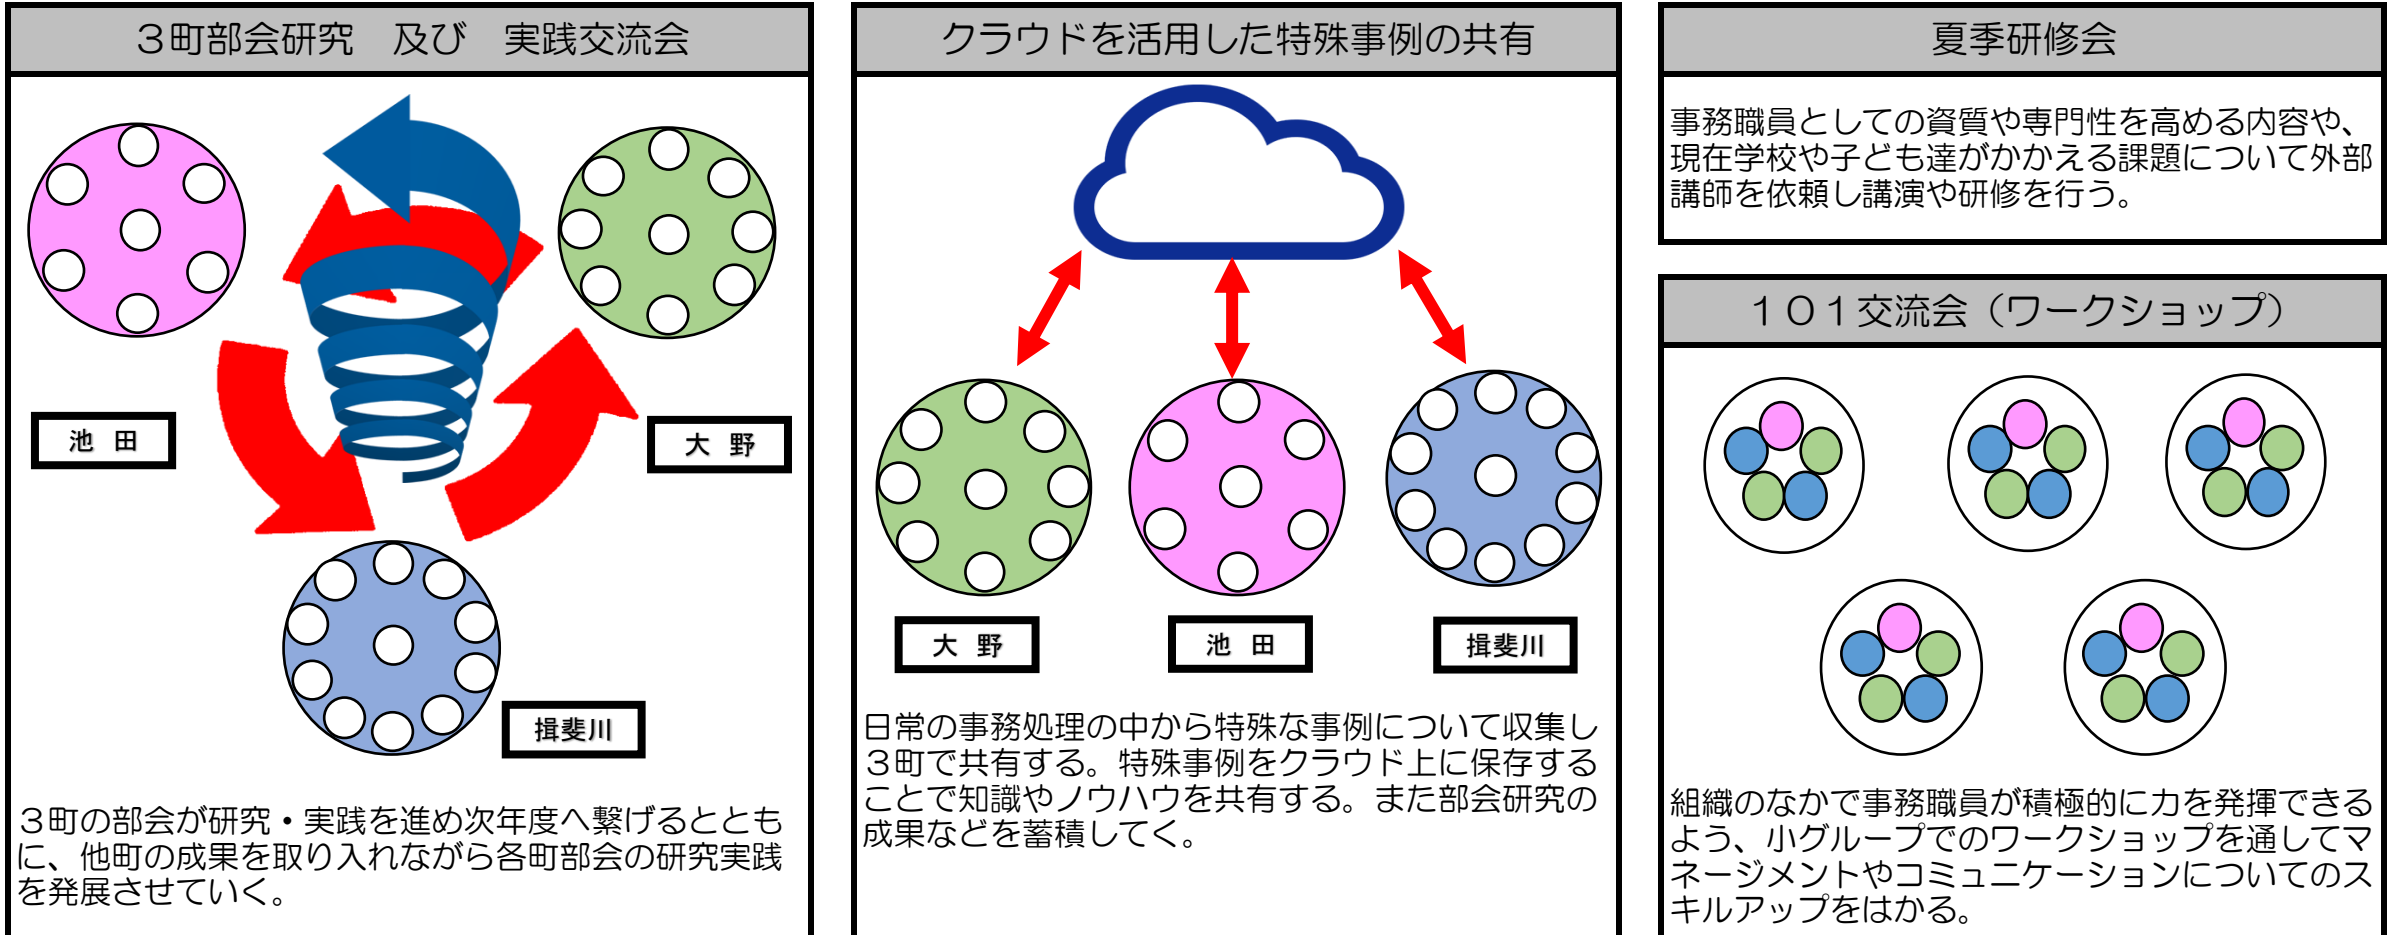 ３町部会研究　及び　実践交流会
池 田
大 野
揖斐川
３町の部会が研究・実践を進め次年度へ繋げるととも
に、他町の成果を取り入れながら各町部会の研究実践
を発展させていく。
クラウドを活用した特殊事例の共有
大 野
池 田
揖斐川
日常の事務処理の中から特殊な事例について収集し
３町で共有する。特殊事例をクラウド上に保存する
ことで知識やノウハウを共有する。また部会研究の
成果などを蓄積してく。
夏季研修会
事務職員としての資質や専門性を高める内容や、
現在学校や子ども達がかかえる課題について外部
講師を依頼し講演や研修を行う。
１０１交流会（ワークショップ）
組織のなかで事務職員が積極的に力を発揮できる
よう、小グループでのワークショップを通してマ
ネージメントやコミュニケーションについてのス
キルアップをはかる。